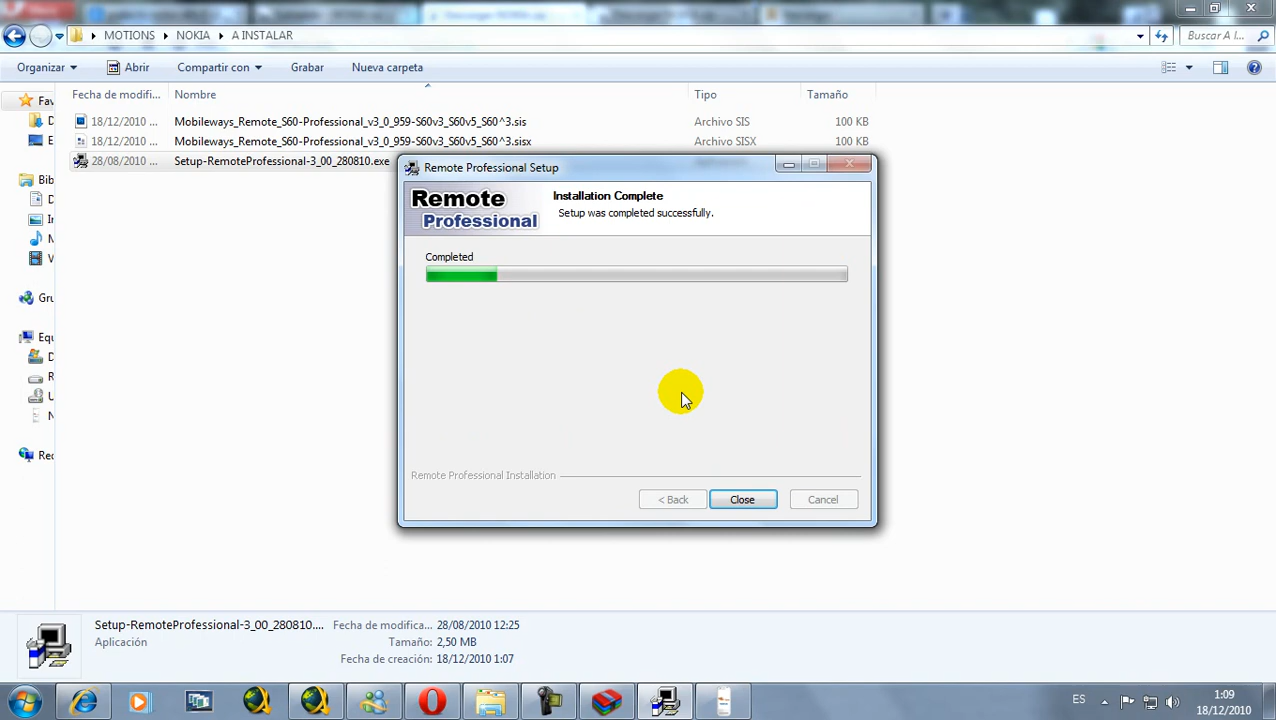 MOTIONS ▸ NOKIA ▸ A INSTALAR
Buscar A I...
Organizar
Abrir
Compartir con
Grabar
Nueva carpeta
Fecha de modifi...
Nombre
Tipo
Tamaño
Fav
18/12/2010 ...
Mobileways_Remote_S60-Professional_v3_0_959-S60v3_S60v5_S60^3.sis
Archivo SIS
100 KB
18/12/2010 ...
Mobileways_Remote_S60-Professional_v3_0_959-S60v3_S60v5_S60^3.sisx
Archivo SISX
100 KB
28/08/2010 ...
Setup-RemoteProfessional-3_00_280810.exe
Bib
Gru
Equ
Rec
Remote Professional Setup
Remote
Professional
Installation Complete
Setup was completed successfully.
Completed
Remote Professional Installation
< Back
Close
Cancel
Setup-RemoteProfessional-3_00_280810....
Fecha de modifica...
28/08/2010 12:25
Aplicación
Tamaño:
2,50 MB
Fecha de creación:
18/12/2010 1:07
ES
1:09
18/12/2010